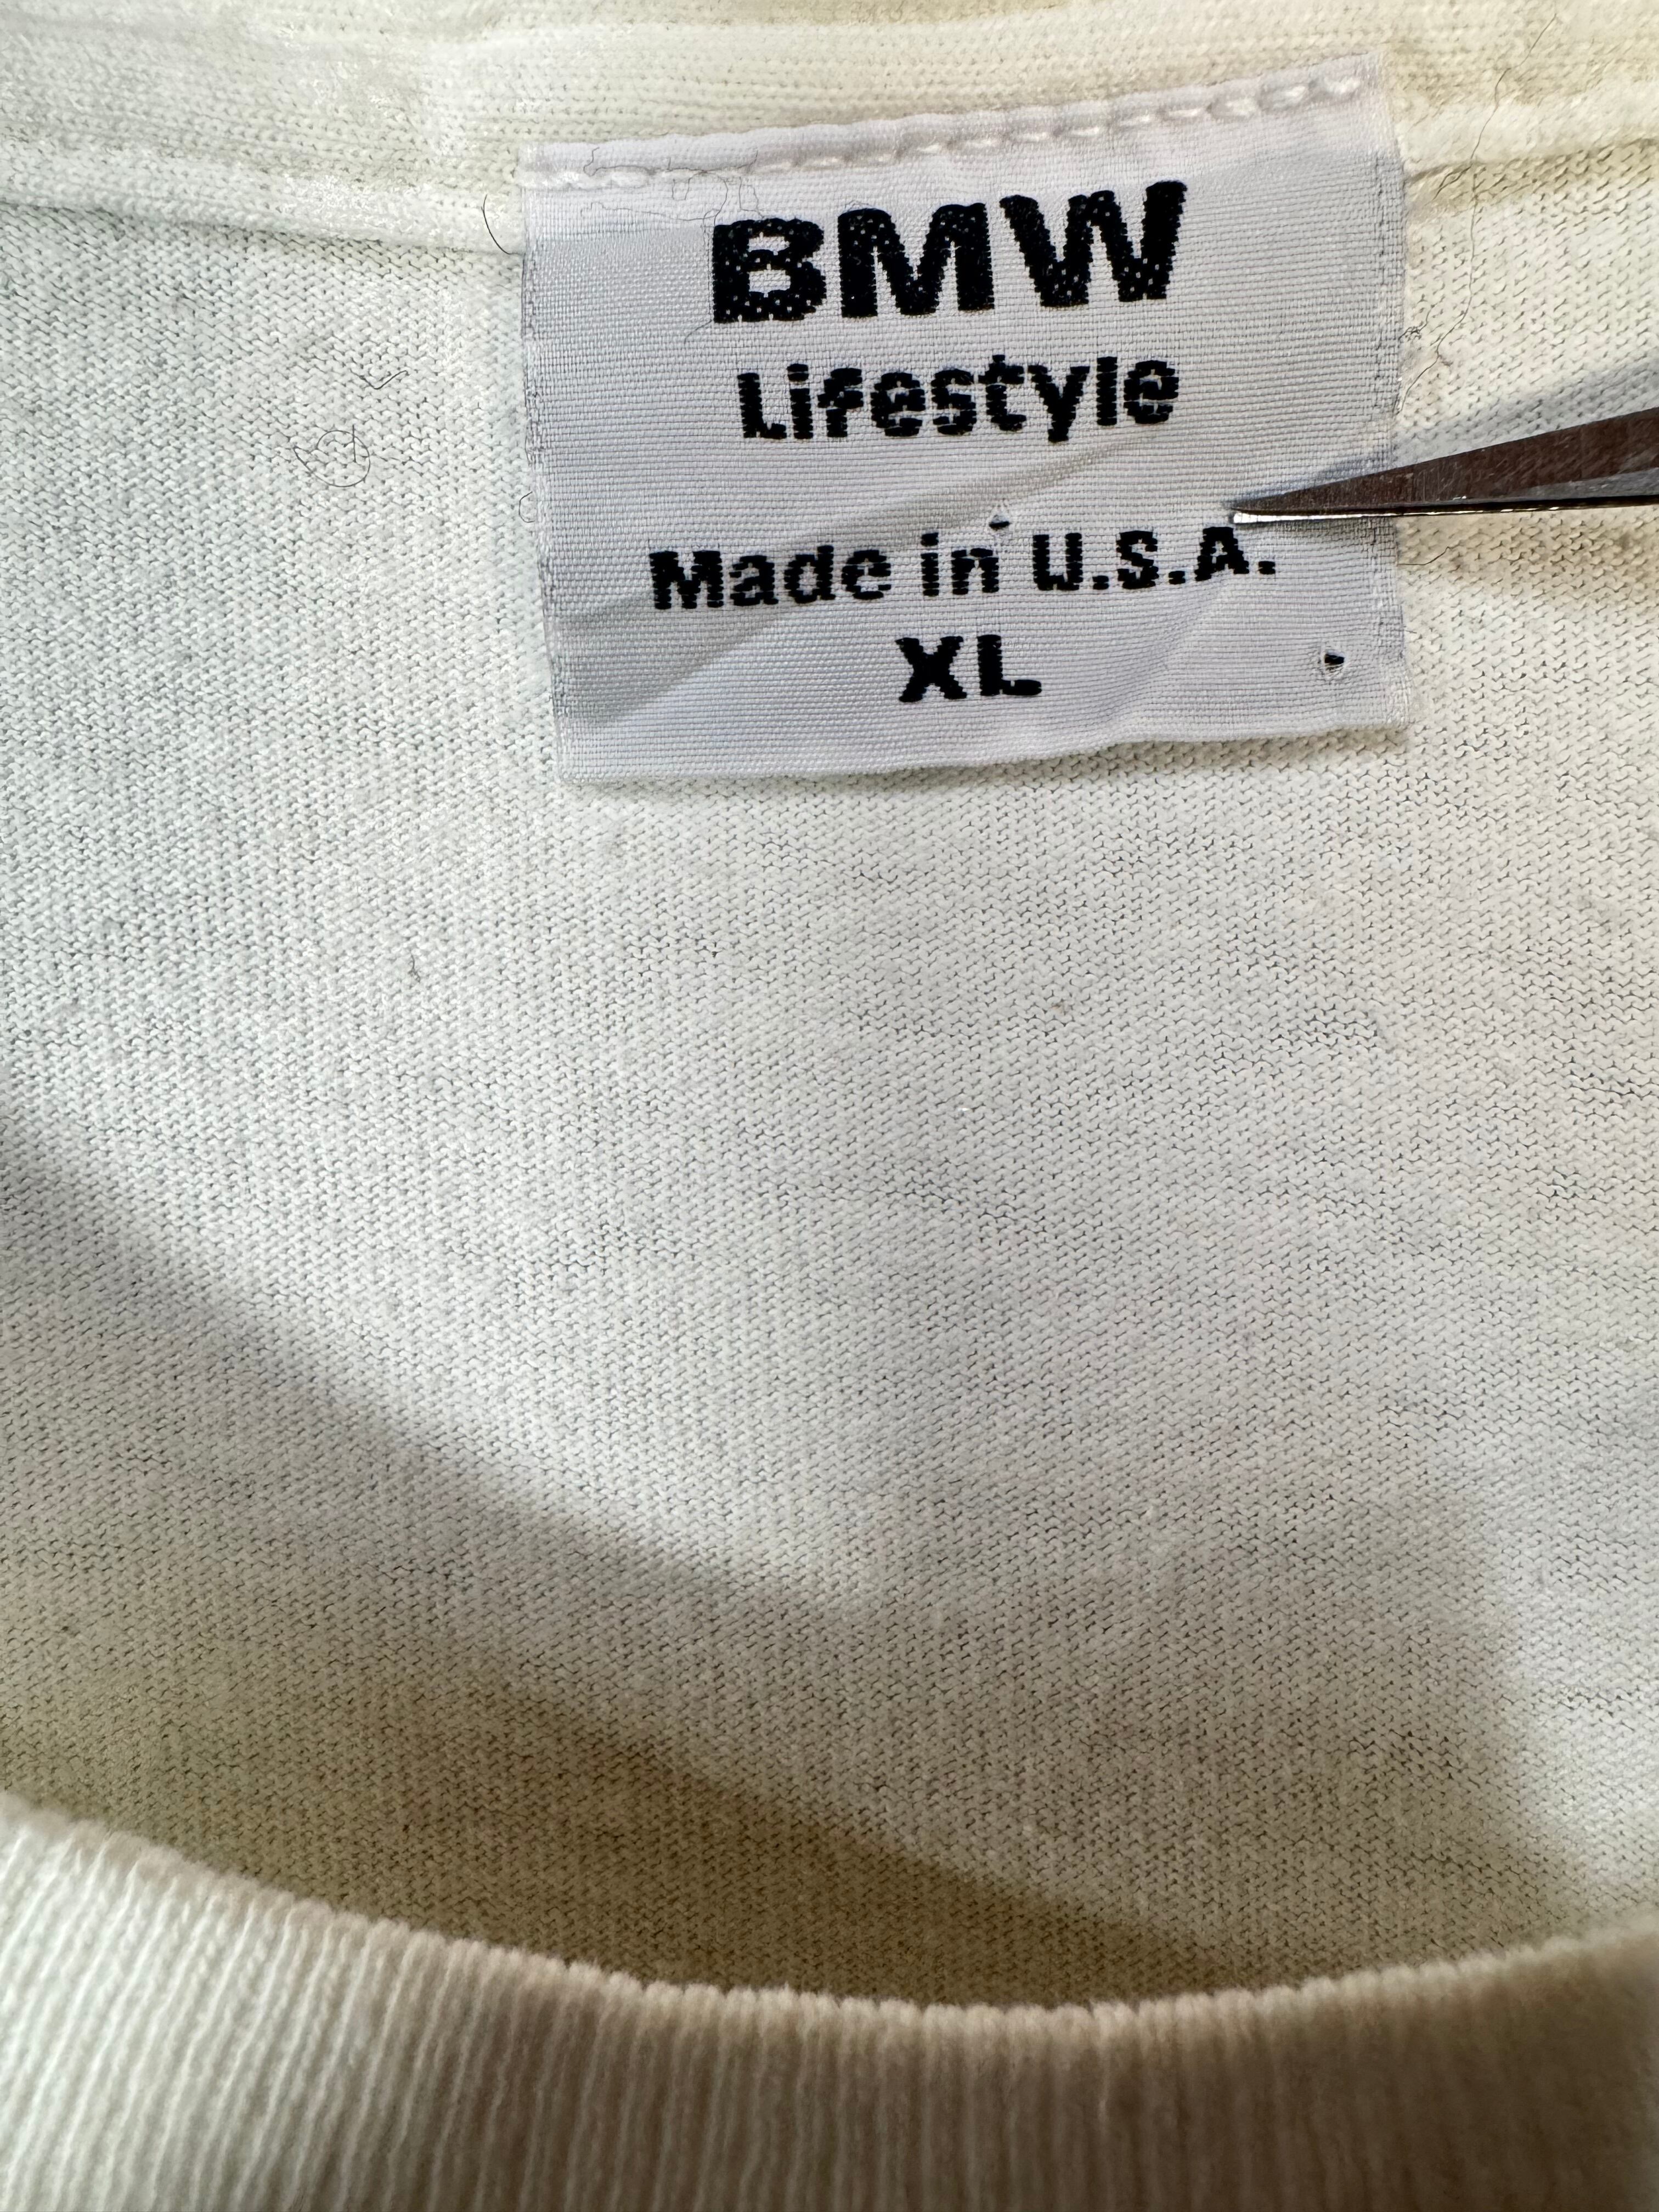 BMW
Lifestyle
Made in U.S.A.
XL